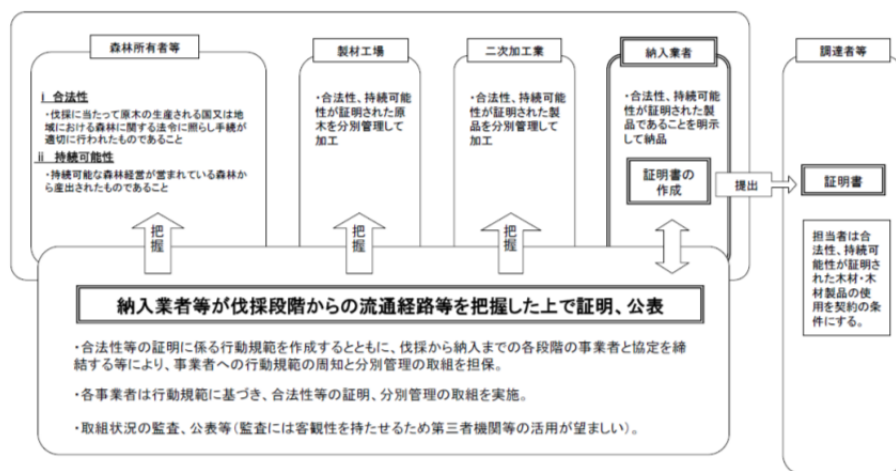 森林所有者等
ⅰ 合法性
・伐採に当たって原木の生産される国又は地
域における森林に関する法令に照らし手続が
適切に行われたものであること
ⅱ 持続可能性
・持続可能な森林経営が営まれている森林か
ら産出されたものであること
製材工場
・合法性、持続可能
性が証明された原
木を分別管理して
加工
二次加工業
・合法性、持続可能
性が証明された製
品を分別管理して
加工
納入業者
・合法性、持続可能
性が証明された製
品であることを明示
して納品
証明書の
作成
提出
調達者等
証明書
担当者は合
法性、持続可
能性が証明さ
れた木材・木
材製品の使
用を契約の条
件にする。
把握
把握
把握
納入業者等が伐採段階からの流通経路等を把握した上で証明、公表
・合法性等の証明に係る行動規範を作成するとともに、伐採から納入までの各段階の事業者と協定を締
結する等により、事業者への行動規範の周知と分別管理の取組を担保。
・各事業者は行動規範に基づき、合法性等の証明、分別管理の取組を実施。
・取組状況の監査、公表等(監査には客観性を持たせるため第三者機関等の活用が望ましい)。